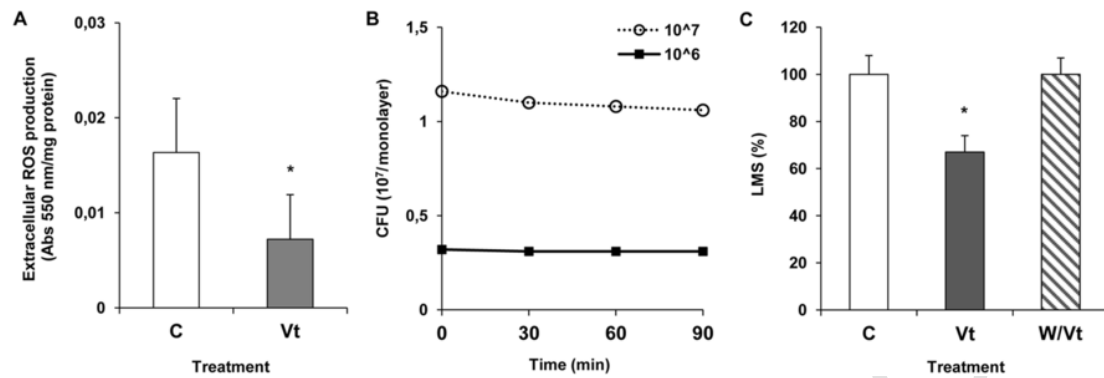 A
Extracellular ROS production
(Abs 550 nm/mg protein)
0,03
0,02
0,01
0
*
C Vt
Treatment
B
CFU (10⁷/monolayer)
1,5
1
0,5
0
10^7
10^6
0 30 60 90
Time (min)
C
LMS (%)
120
100
80
60
40
20
0
*
C Vt W/Vt
Treatment